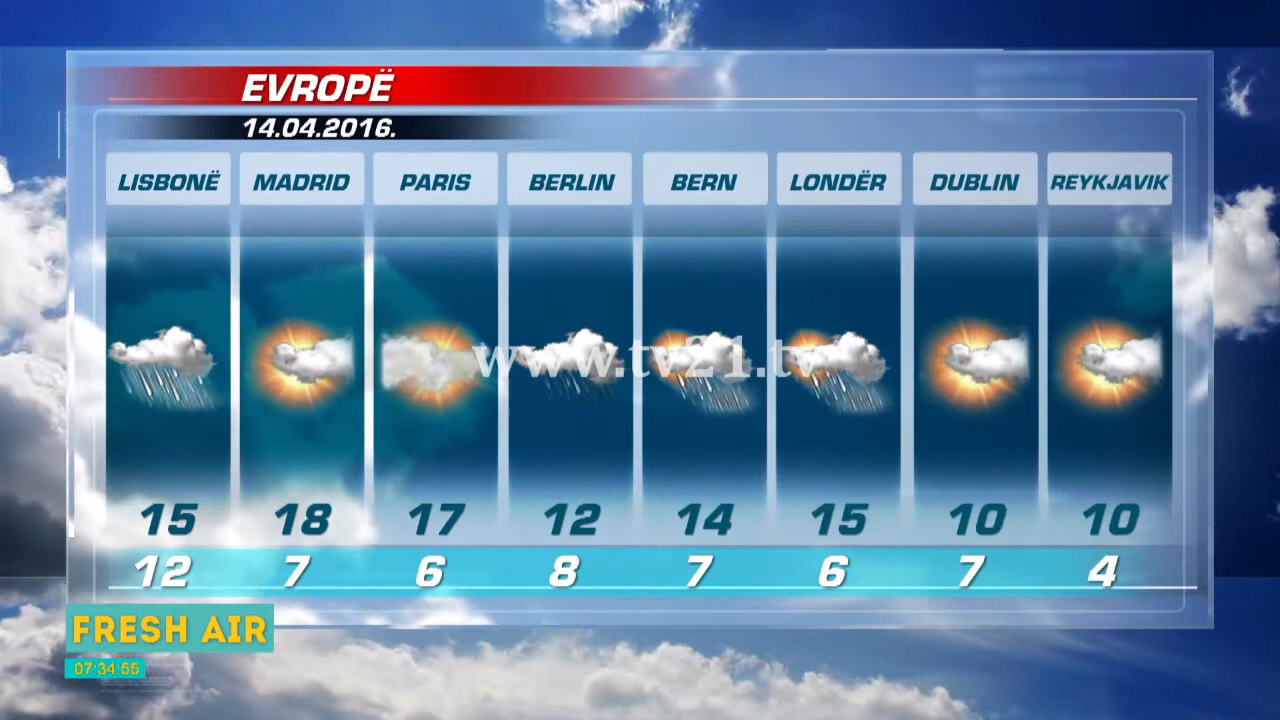 EVROPË
14.04.2016.
LISBONË MADRID PARIS BERLIN BERN LONDËR DUBLIN REYKJAVIK
www.tv21.tv
15 18 17 12 14 15 10 10
12 7 6 8 7 6 7 4
FRESH AIR
07:34:55